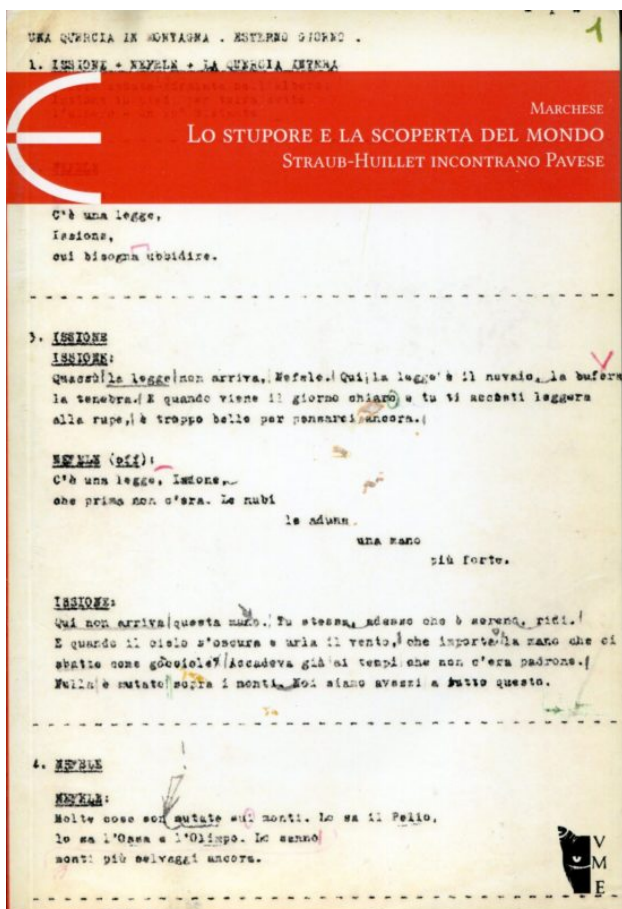 1
UNA QUERCIA IN MONTAGNA . ESTERNO GIORNO .
1. ISSIONE + NEFELE + LA QUERCIA INTERA
MARCHESE
LO STUPORE E LA SCOPERTA DEL MONDO
STRAUB-HUILLET INCONTRANO PAVESE
C'è una legge,
Issione,
cui bisogna ubbidire.
3. ISSIONE
ISSIONE:
Quassù la legge non arriva, Nefele. Qui la legge è il nevaio, la bufera
la tenebra. E quando viene il giorno chiaro e tu ti accosti leggera
alla rupe, è troppo bello per pensarci ancora.
NEFELE (off):
C'è una legge, Issione,
che prima non c'era. Le nubi
le aduna
una mano
più forte.
ISSIONE:
Qui non arriva questa mano. Tu stessa, adesso che è sereno, ridi.
E quando il cielo s'oscura e urla il vento, che importa la mano che ci
sbatte come gocciole? Accadeva già ai tempi che non c'era padrone.
Nulla è mutato sopra i monti. Noi siamo avezzi a tutto questo.
4. NEFELE
NEFELE:
Molte cose son mutate sui monti. Lo sa il Pelio,
lo sa l'Ossa e l'Olimpo. Lo sanno
monti più selvaggi ancora.
V
M
E